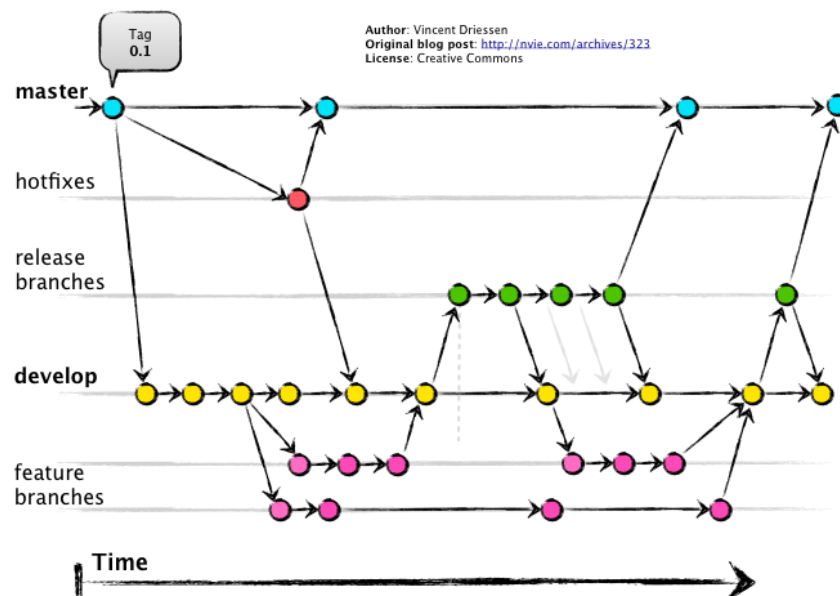 Tag
0.1
Author: Vincent Driessen
Original blog post: http://nvie.com/archives/323
License: Creative Commons
master
hotfixes
release
branches
develop
feature
branches
Time